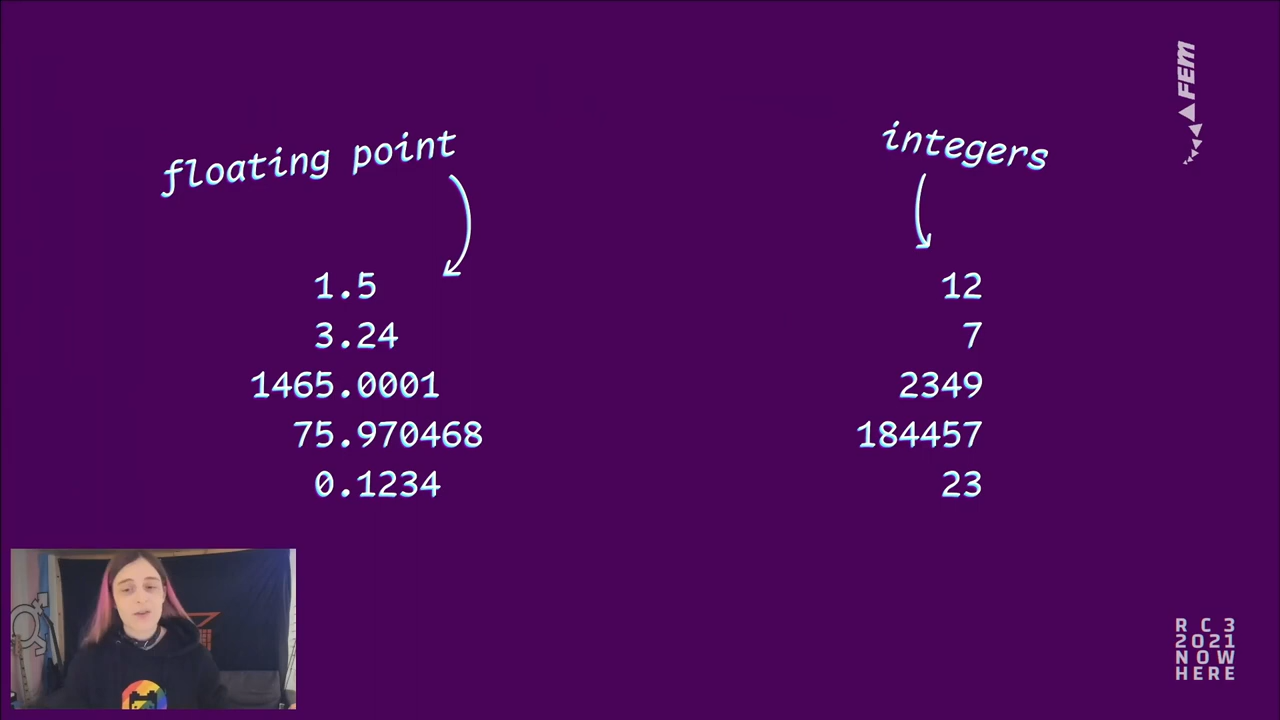 floating point
integers
1.5
3.24
1465.0001
75.970468
0.1234
12
7
2349
184457
23
FEM
RC3
2021
NOW
HERE